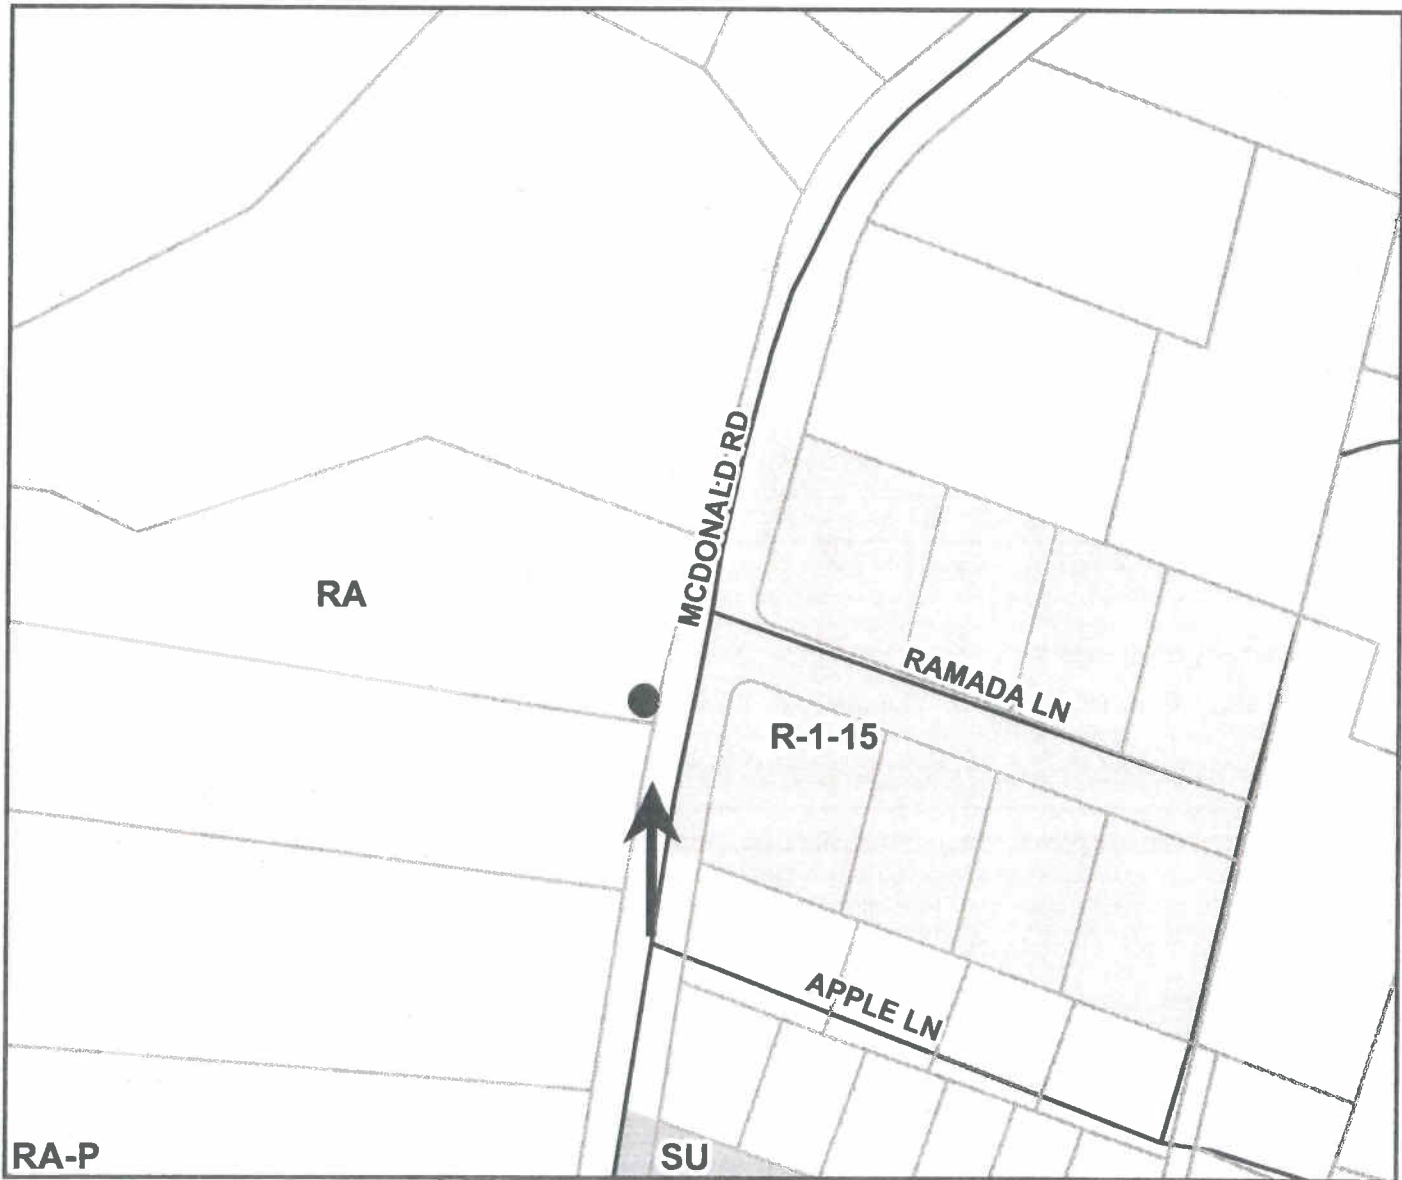 MCDONALD RD
RA
RAMADA LN
R-1-15
APPLE LN
RA-P
SU